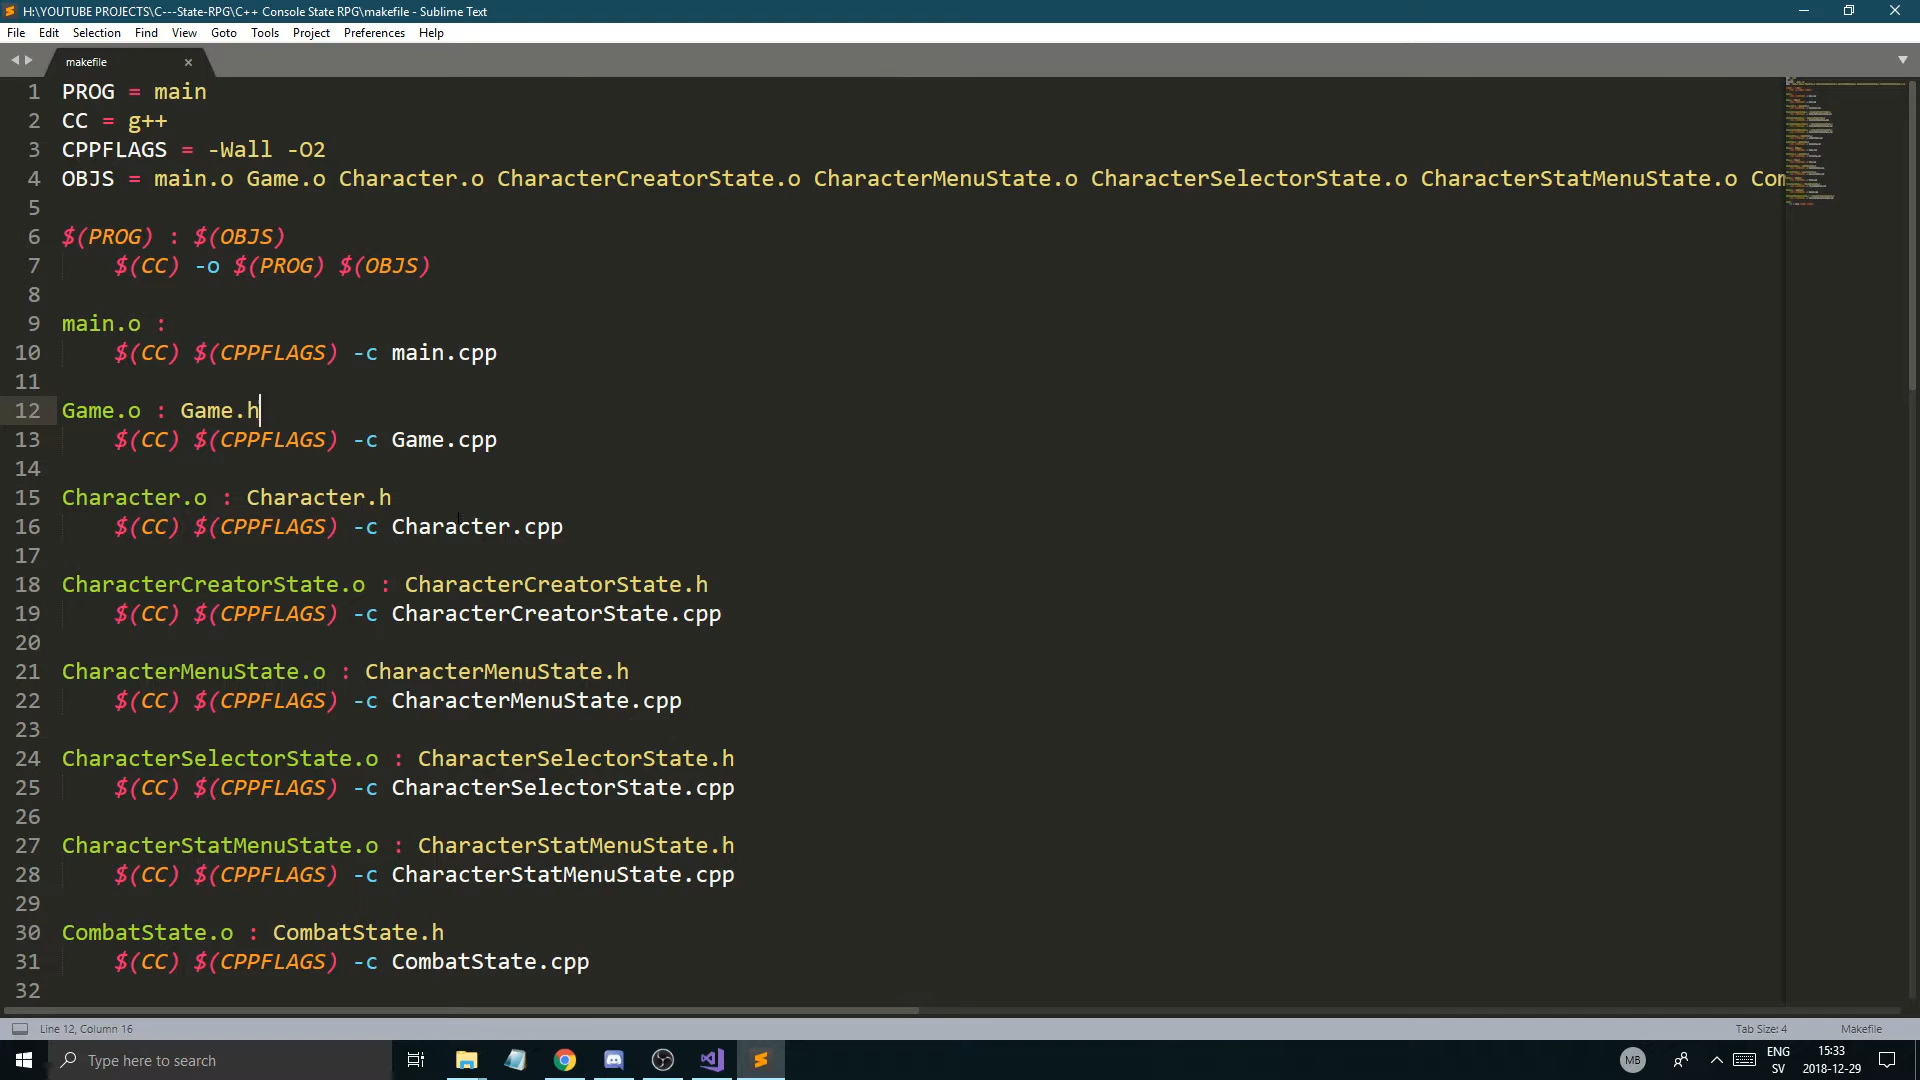 H:\YOUTUBE PROJECTS\C---State-RPG\C++ Console State RPG\makefile - Sublime Text
File Edit Selection Find View Goto Tools Project Preferences Help
makefile
1 PROG = main
2 CC = g++
3 CPPFLAGS = -Wall -O2
4 OBJS = main.o Game.o Character.o CharacterCreatorState.o CharacterMenuState.o CharacterSelectorState.o CharacterStatMenuState.o Com
5
6 $(PROG) : $(OBJS)
7 $(CC) -o $(PROG) $(OBJS)
8
9 main.o :
10 $(CC) $(CPPFLAGS) -c main.cpp
11
12 Game.o : Game.h
13 $(CC) $(CPPFLAGS) -c Game.cpp
14
15 Character.o : Character.h
16 $(CC) $(CPPFLAGS) -c Character.cpp
17
18 CharacterCreatorState.o : CharacterCreatorState.h
19 $(CC) $(CPPFLAGS) -c CharacterCreatorState.cpp
20
21 CharacterMenuState.o : CharacterMenuState.h
22 $(CC) $(CPPFLAGS) -c CharacterMenuState.cpp
23
24 CharacterSelectorState.o : CharacterSelectorState.h
25 $(CC) $(CPPFLAGS) -c CharacterSelectorState.cpp
26
27 CharacterStatMenuState.o : CharacterStatMenuState.h
28 $(CC) $(CPPFLAGS) -c CharacterStatMenuState.cpp
29
30 CombatState.o : CombatState.h
31 $(CC) $(CPPFLAGS) -c CombatState.cpp
32
Line 12, Column 16 Tab Size: 4 Makefile
Type here to search
MB
ENG
SV
15:33
2018-12-29